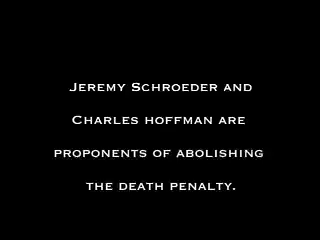 Jeremy Schroeder and
Charles hoffman are
proponents of abolishing
the death penalty.